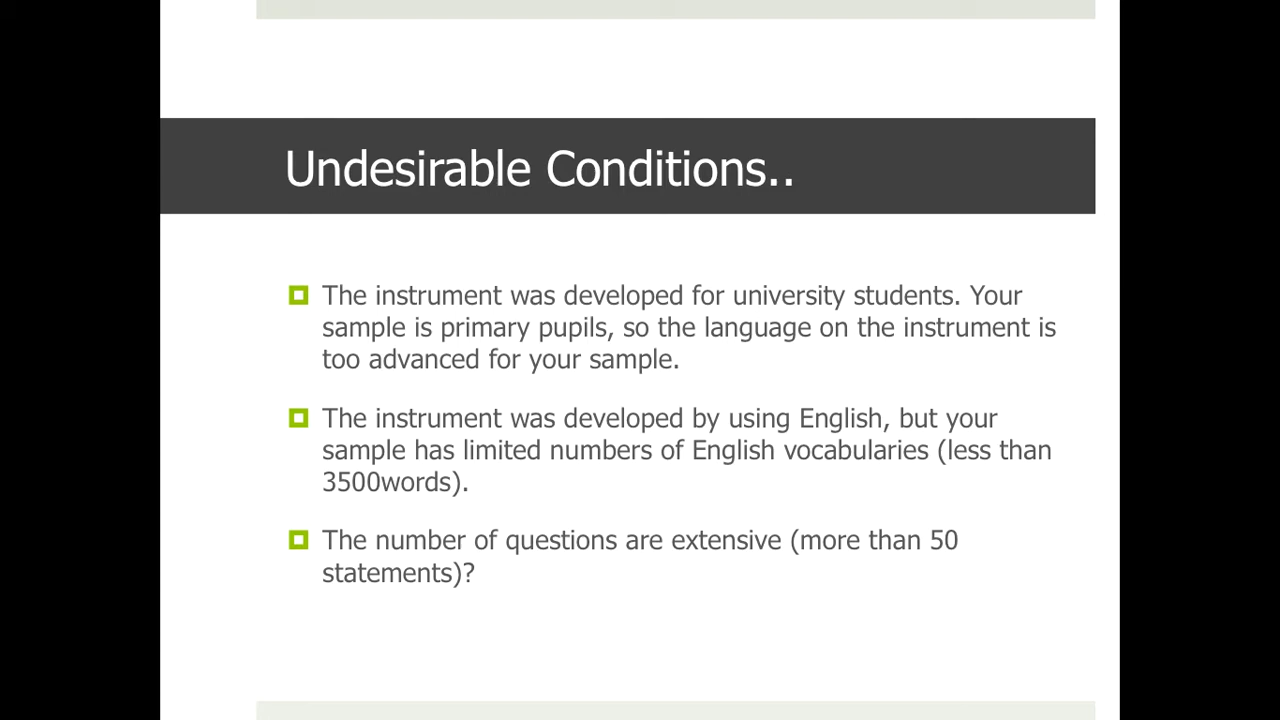 Undesirable Conditions..
The instrument was developed for university students. Your
sample is primary pupils, so the language on the instrument is
too advanced for your sample.
The instrument was developed by using English, but your
sample has limited numbers of English vocabularies (less than
3500words).
The number of questions are extensive (more than 50
statements)?